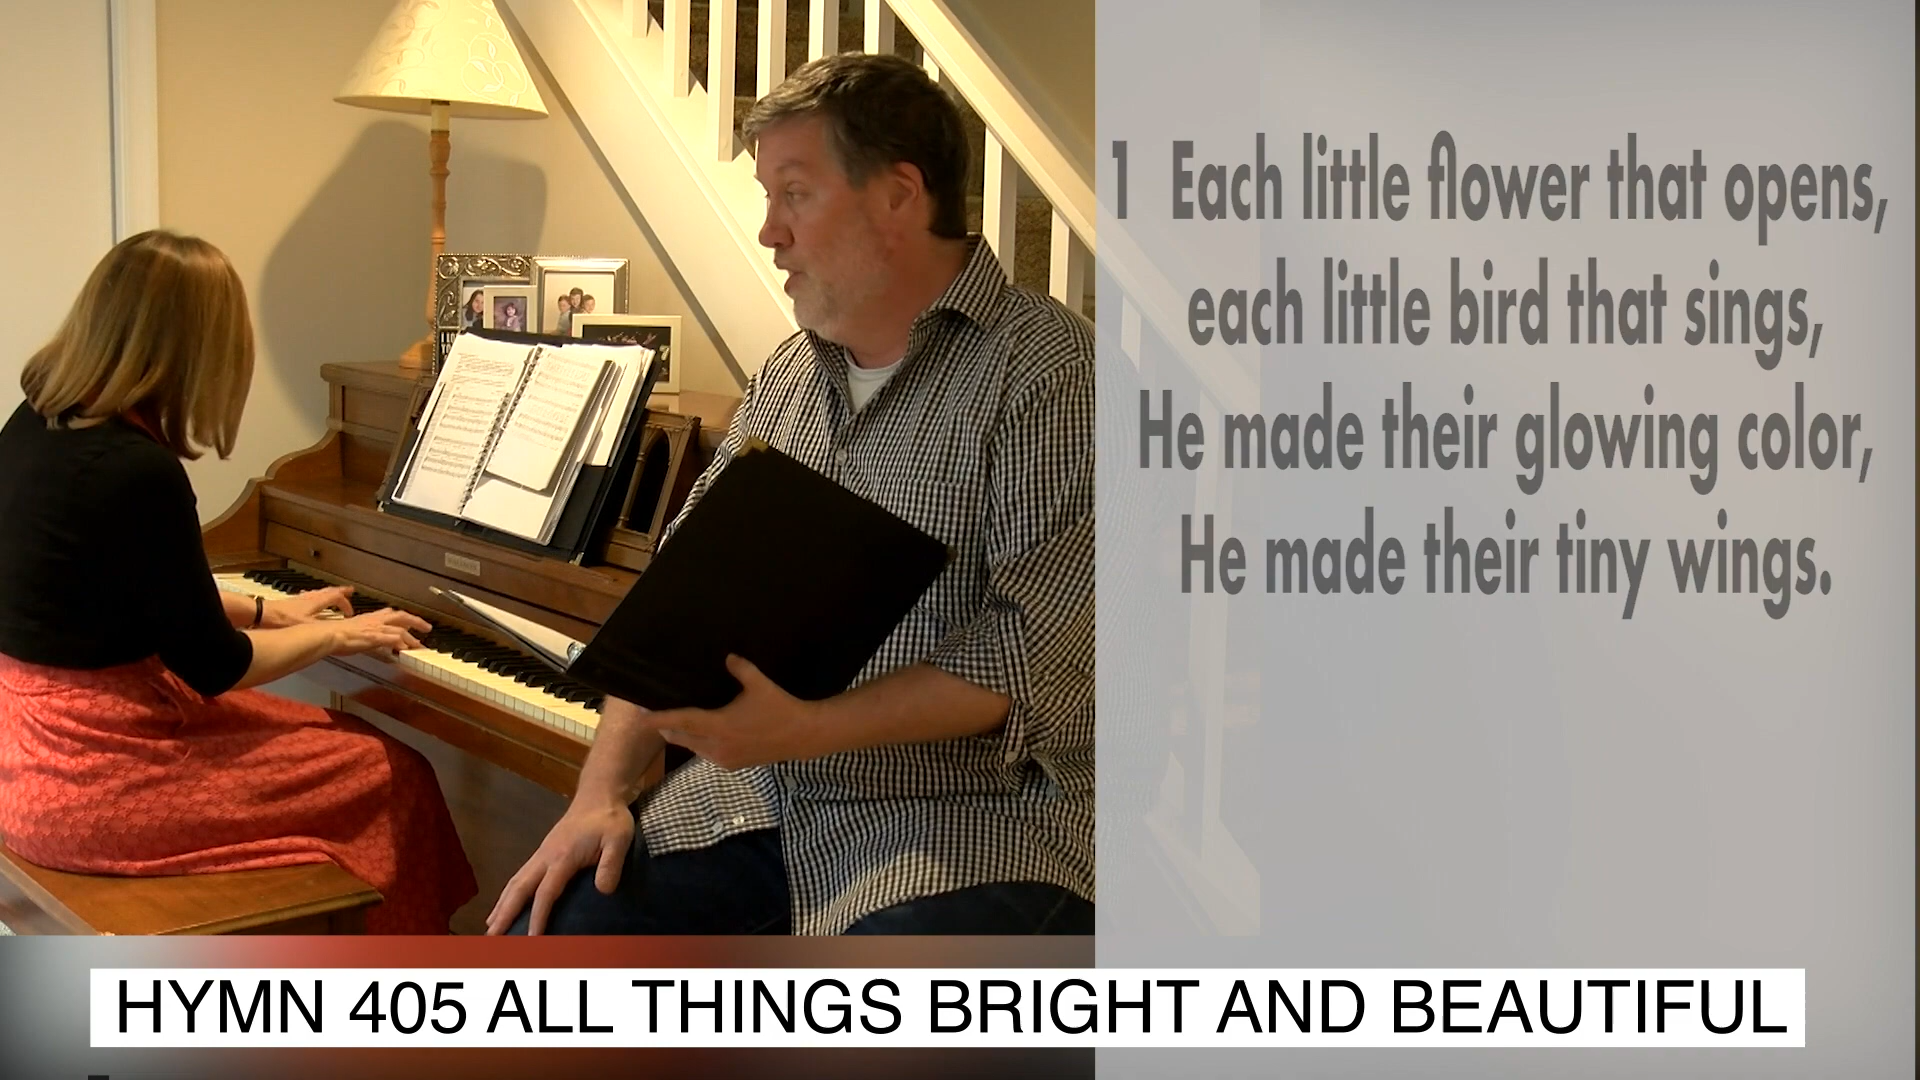 1 Each little flower that opens,
each little bird that sings,
He made their glowing color,
He made their tiny wings.
HYMN 405 ALL THINGS BRIGHT AND BEAUTIFUL